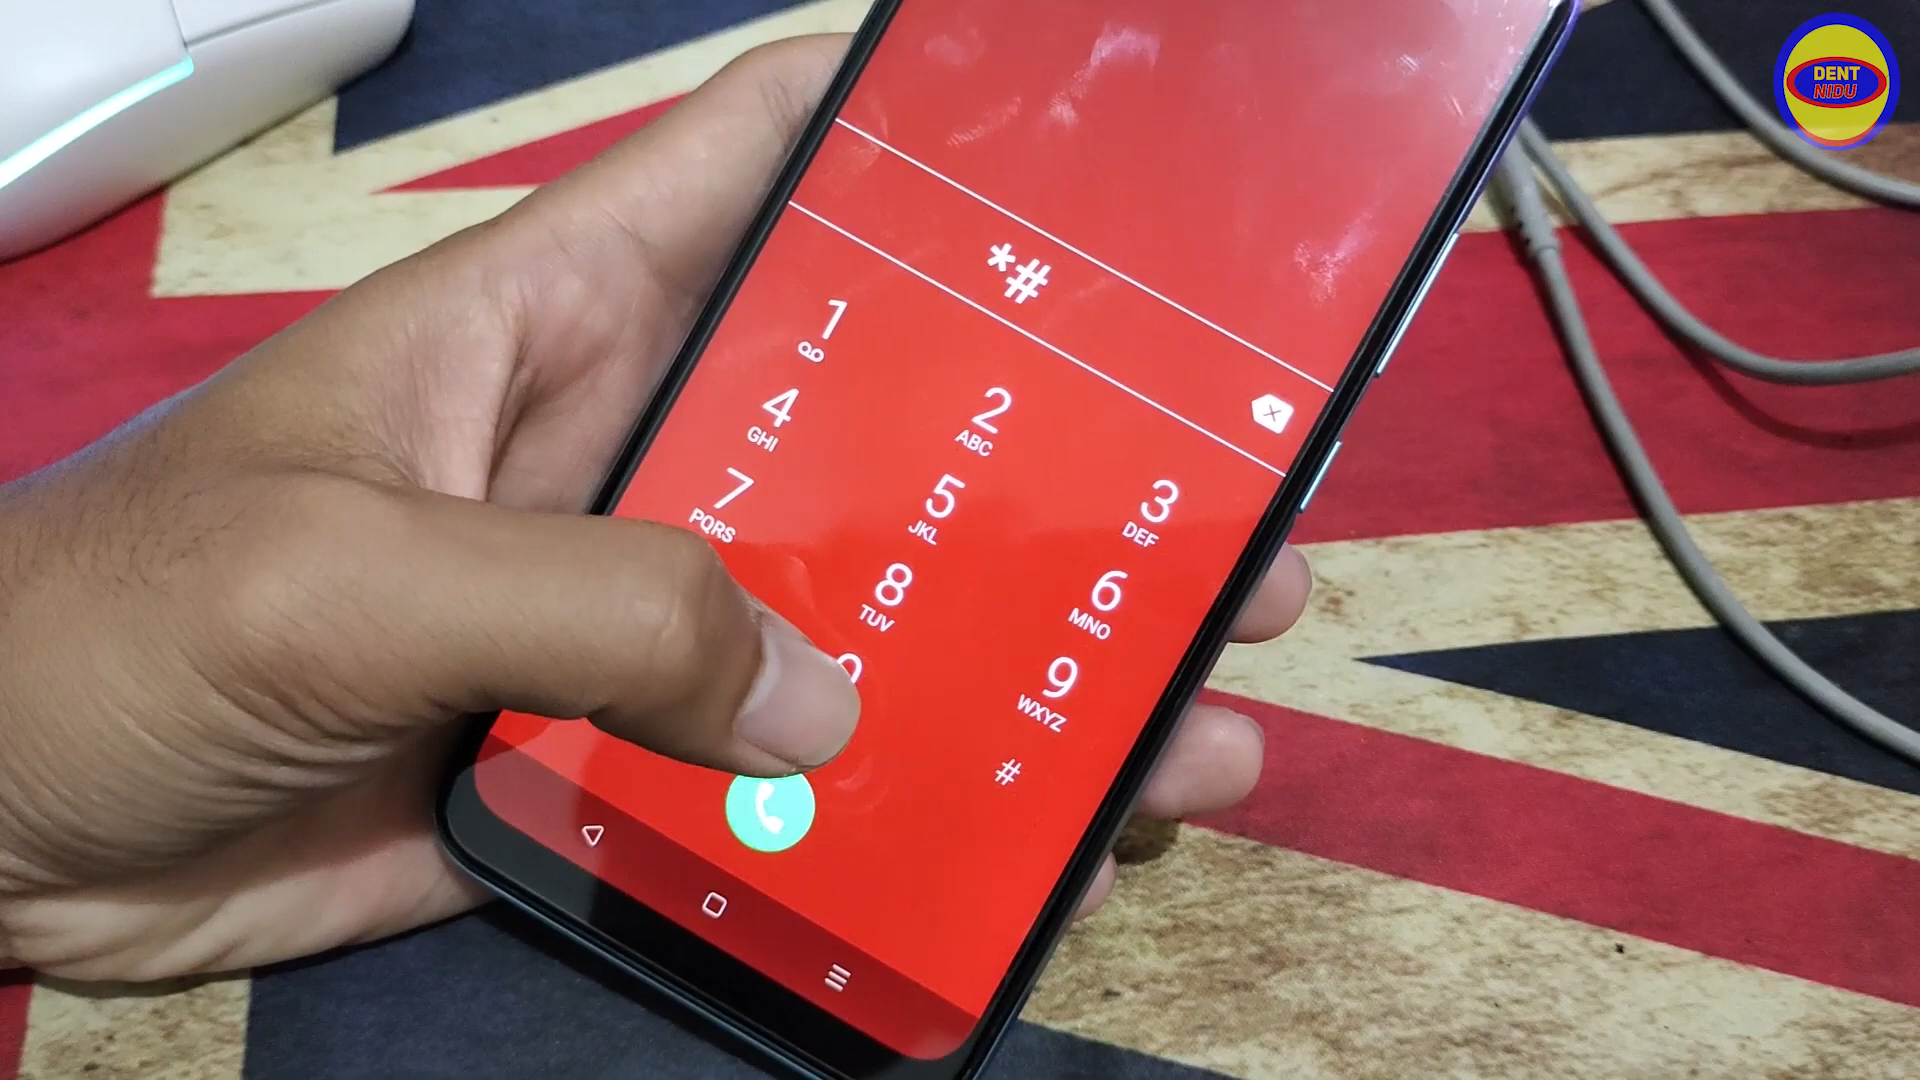 DENT
NIDU
*#
1
2
ABC
3
DEF
4
GHI
5
JKL
6
MNO
7
PQRS
8
TUV
9
WXYZ
0
#